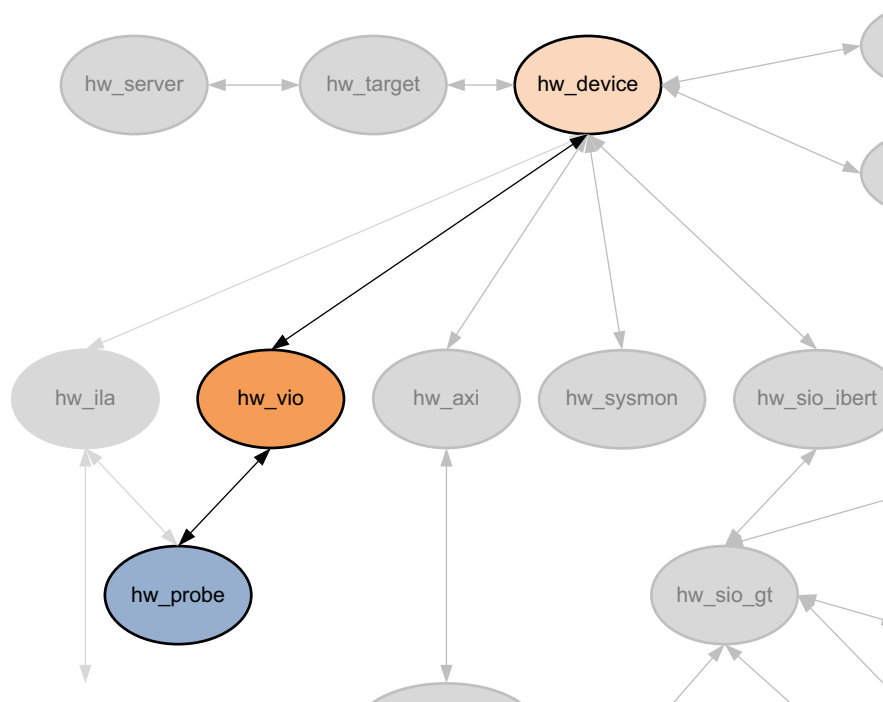 hw_server
hw_target
hw_device
hw_ila
hw_vio
hw_axi
hw_sysmon
hw_sio_ibert
hw_probe
hw_sio_gt